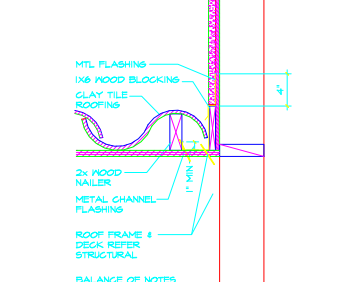 MTL FLASHING
1X6 WOOD BLOCKING
CLAY TILE
ROOFING
4"
2x WOOD
NAILER
1" MIN
METAL CHANNEL
FLASHING
ROOF FRAME &
DECK REFER
STRUCTURAL
BALANCE OF NOTES